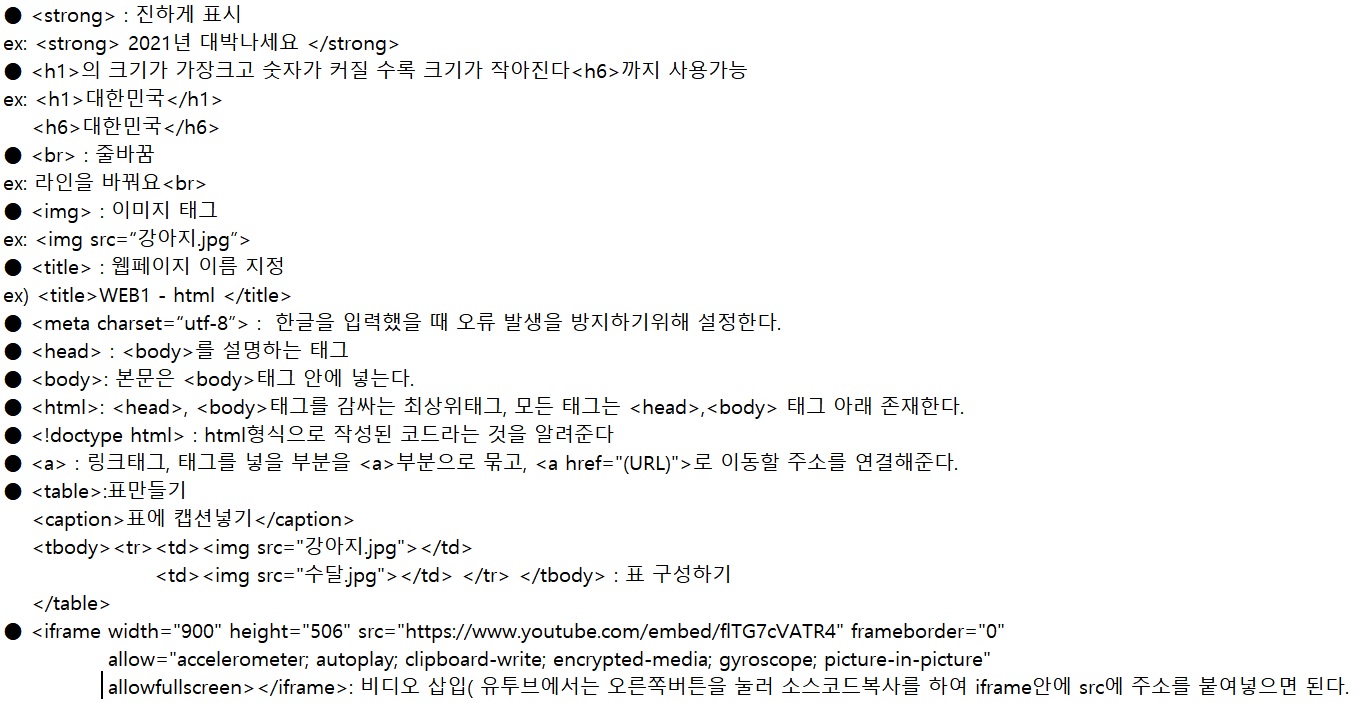 ● <strong> : 진하게 표시
ex: <strong> 2021년 대박나세요 </strong>
● <h1>의 크기가 가장크고 숫자가 커질 수록 크기가 작아진다<h6>까지 사용가능
ex: <h1>대한민국</h1>
<h6>대한민국</h6>
● <br> : 줄바꿈
ex: 라인을 바꿔요<br>
● <img> : 이미지 태그
ex: <img src=“강아지.jpg”>
● <title> : 웹페이지 이름 지정
ex) <title>WEB1 - html </title>
● <meta charset=“utf-8”> :  한글을 입력했을 때 오류 발생을 방지하기위해 설정한다.
● <head> : <body>를 설명하는 태그
● <body>: 본문은 <body>태그 안에 넣는다.
● <html>: <head>, <body>태그를 감싸는 최상위태그, 모든 태그는 <head>,<body> 태그 아래 존재한다.
● <!doctype html> : html형식으로 작성된 코드라는 것을 알려준다
● <a> : 링크태그, 태그를 넣을 부분을 <a>부분으로 묶고, <a href="(URL)">로 이동할 주소를 연결해준다.
● <table>:표만들기
<caption>표에 캡션넣기</caption>
<tbody><tr><td><img src="강아지.jpg"></td>
<td><img src="수달.jpg"></td> </tr> </tbody> : 표 구성하기
</table>
● <iframe width="900" height="506" src="https://www.youtube.com/embed/flTG7cVATR4" frameborder="0"
allow="accelerometer; autoplay; clipboard-write; encrypted-media; gyroscope; picture-in-picture"
allowfullscreen></iframe>: 비디오 삽입( 유투브에서는 오른쪽버튼을 눌러 소스코드복사를 하여 iframe안에 src에 주소를 붙여넣으면 된다.